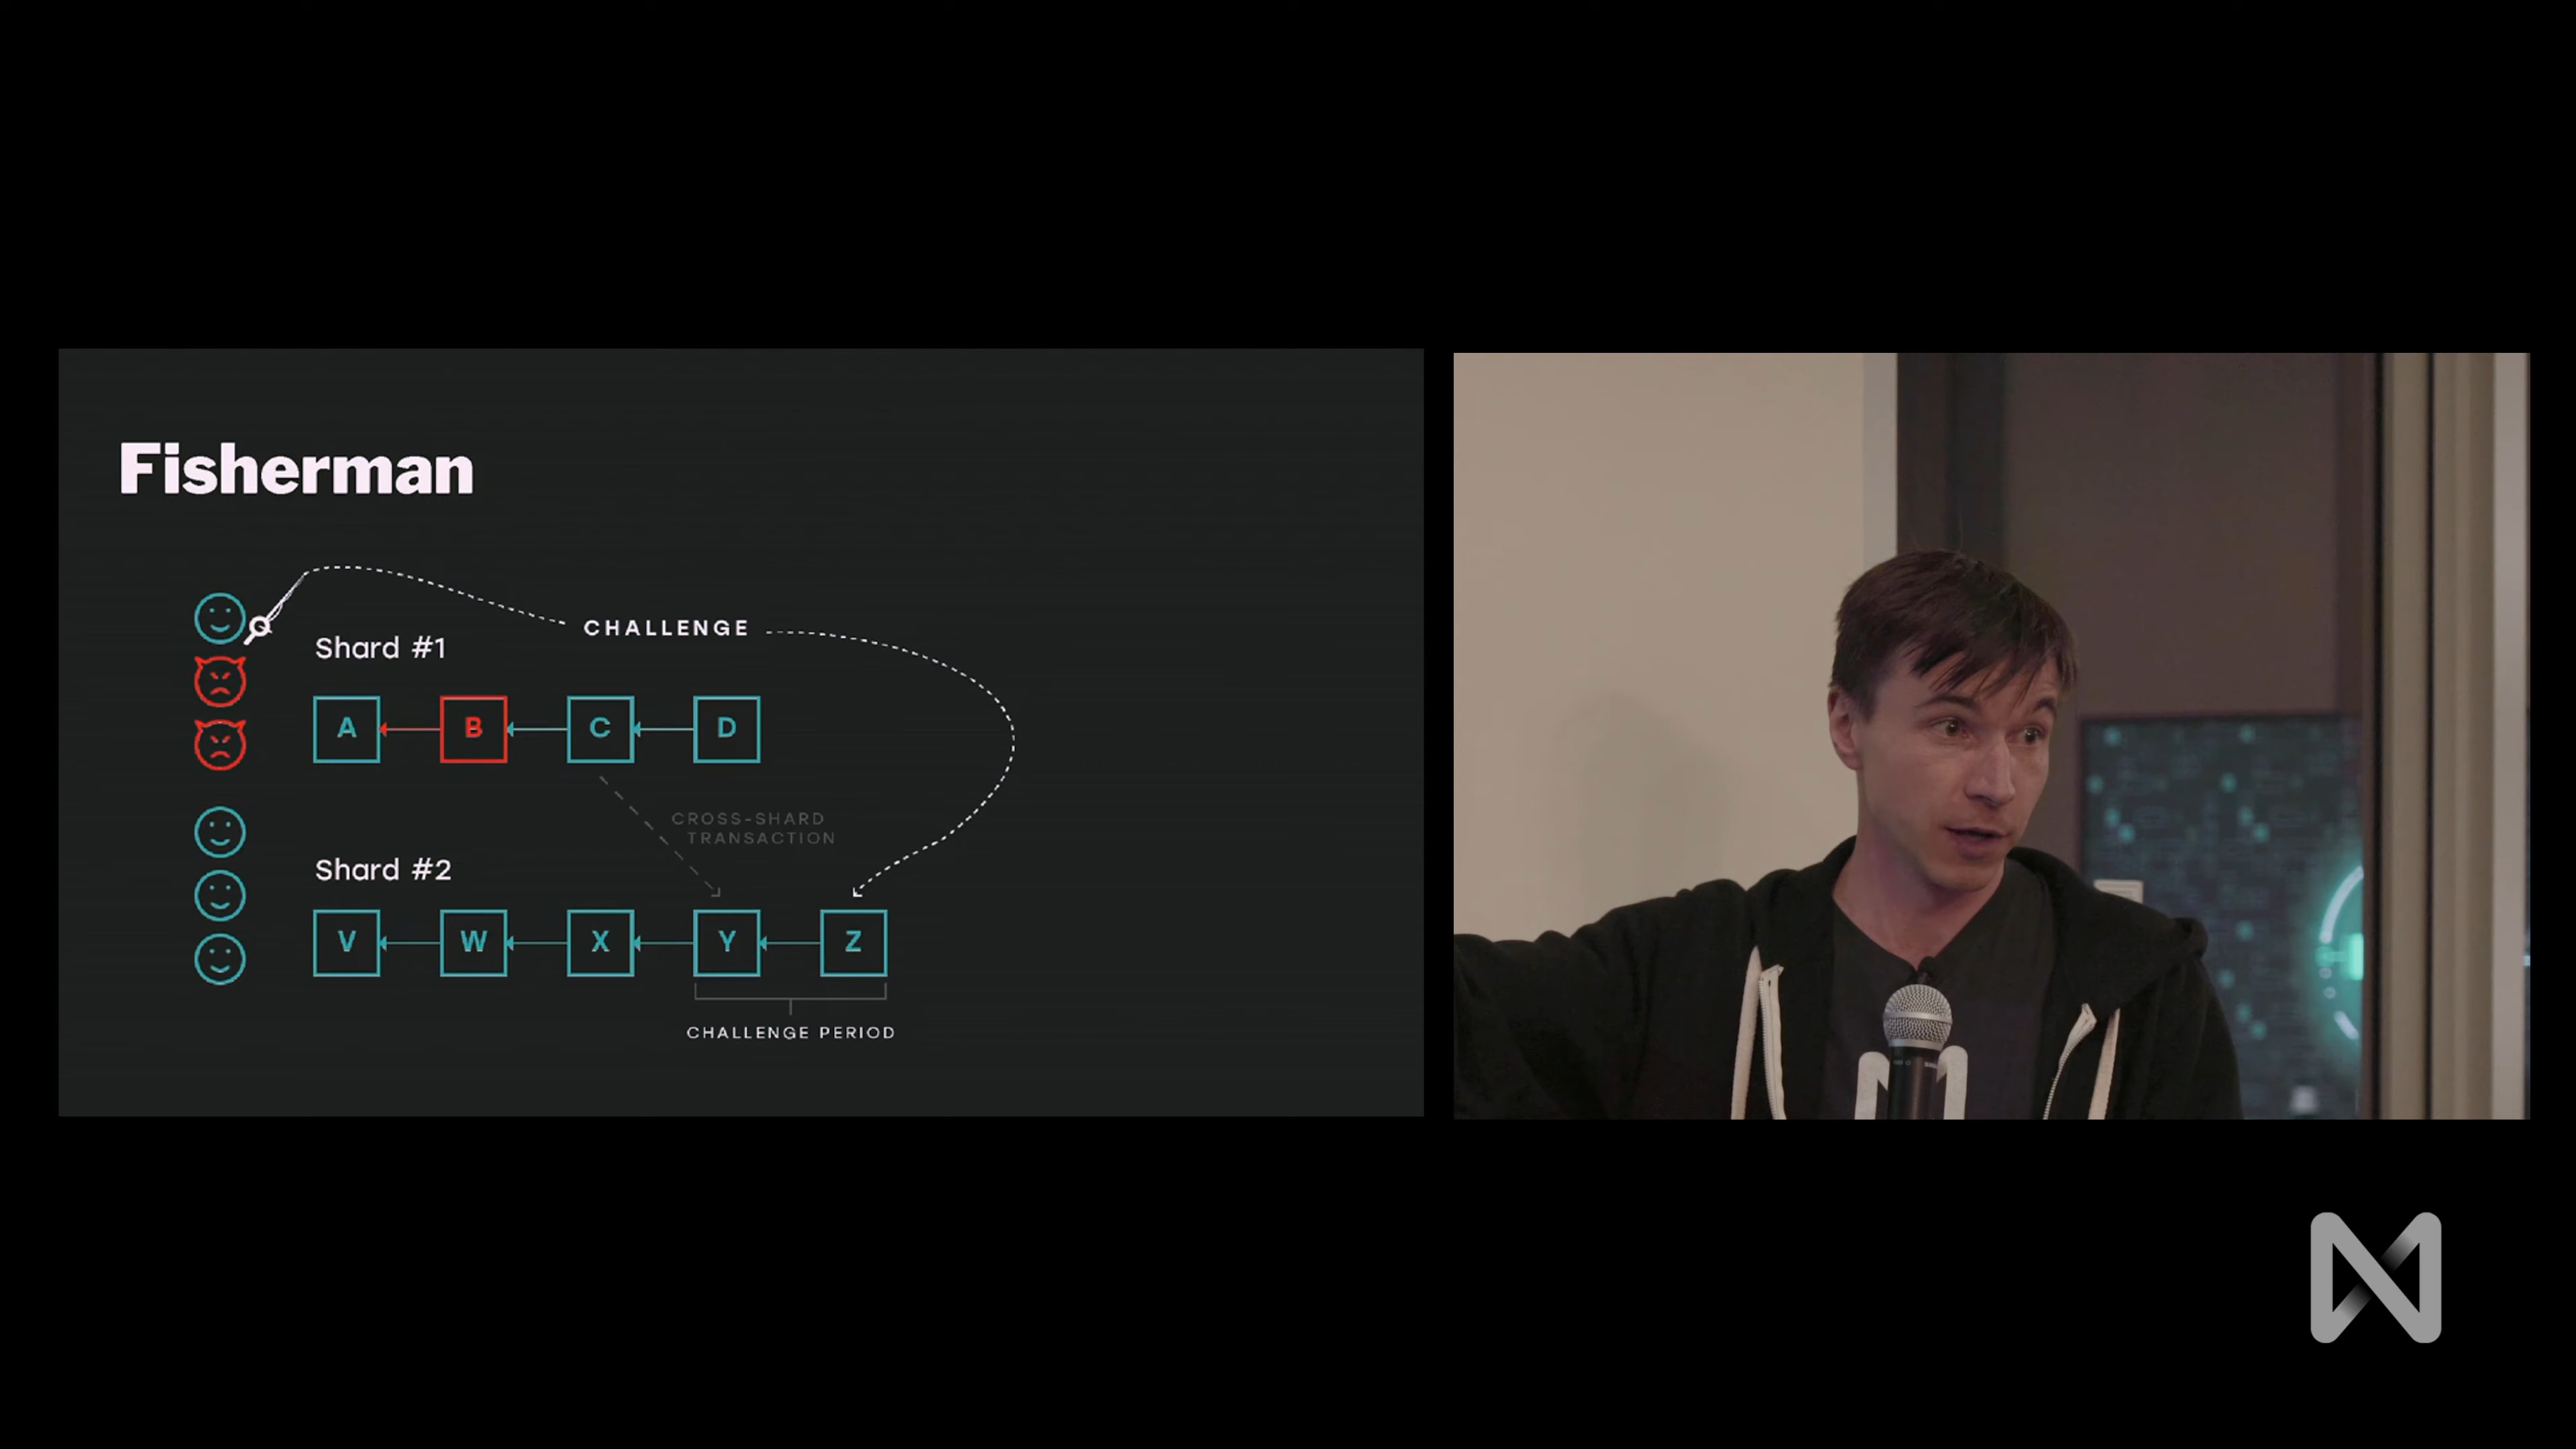 Fisherman
CHALLENGE
Shard #1
A B C D
CROSS-SHARD
TRANSACTION
Shard #2
V W X Y Z
CHALLENGE PERIOD